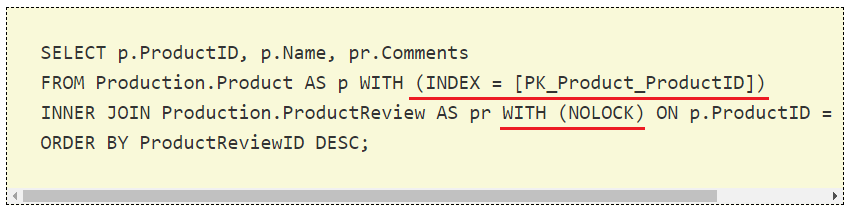 SELECT p.ProductID, p.Name, pr.Comments
FROM Production.Product AS p WITH (INDEX = [PK_Product_ProductID])
INNER JOIN Production.ProductReview AS pr WITH (NOLOCK) ON p.ProductID =
ORDER BY ProductReviewID DESC;